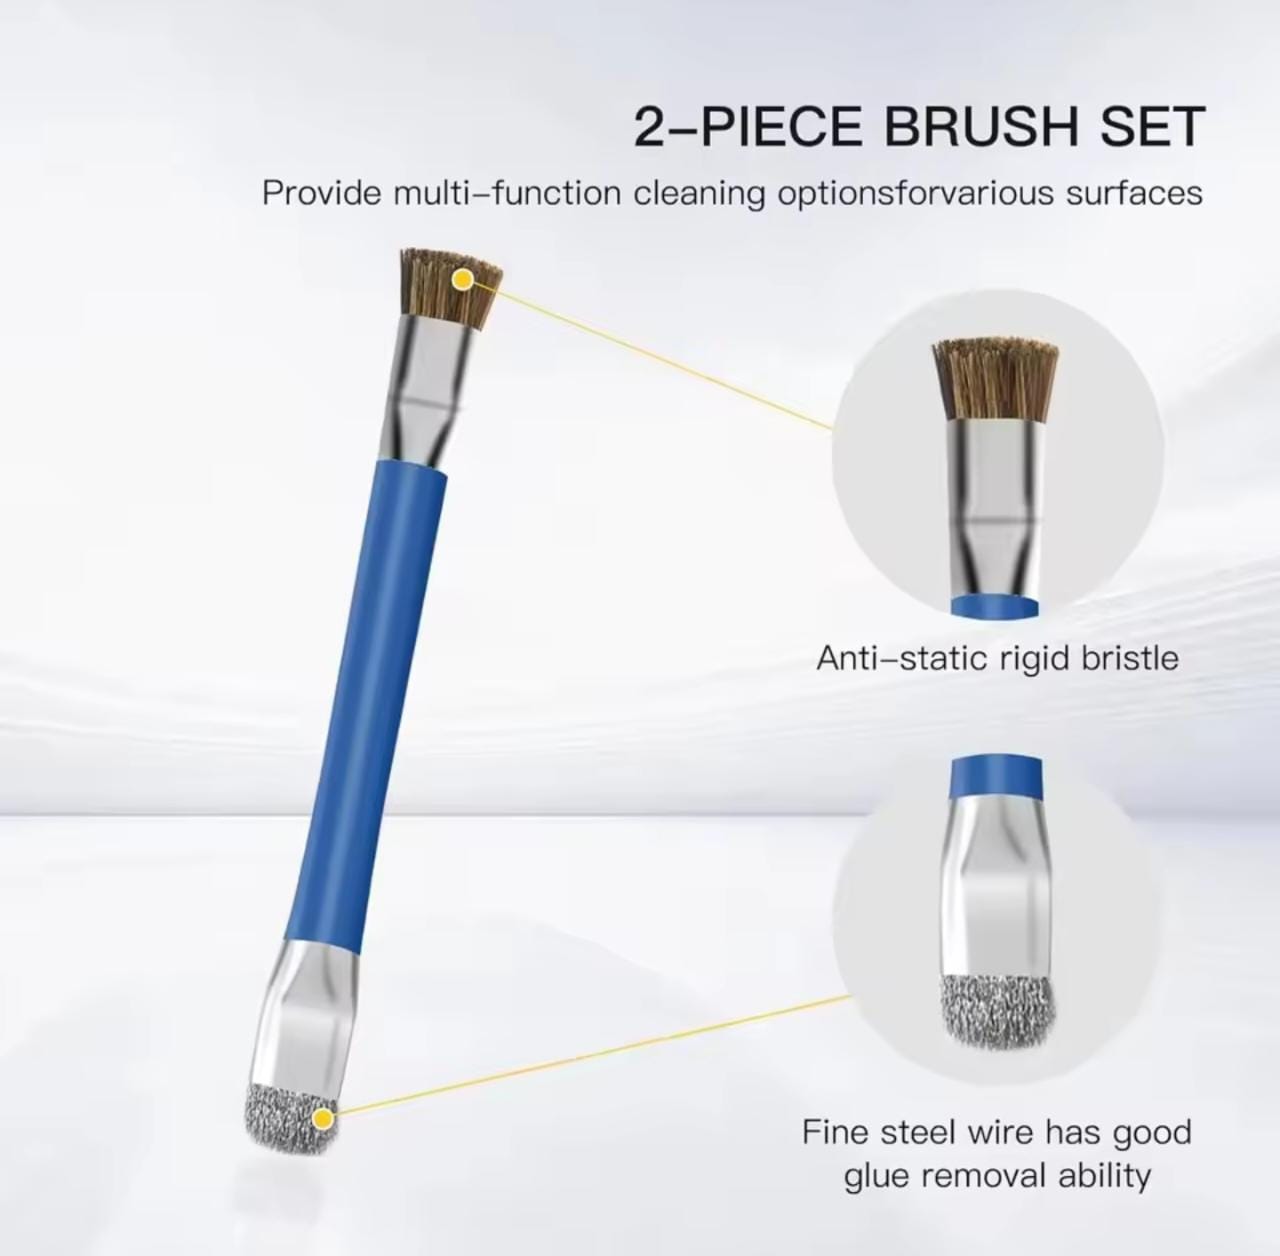 2-PIECE BRUSH SET
Provide multi-function cleaning optionsforvarious surfaces
Anti-static rigid bristle
Fine steel wire has good
glue removal ability